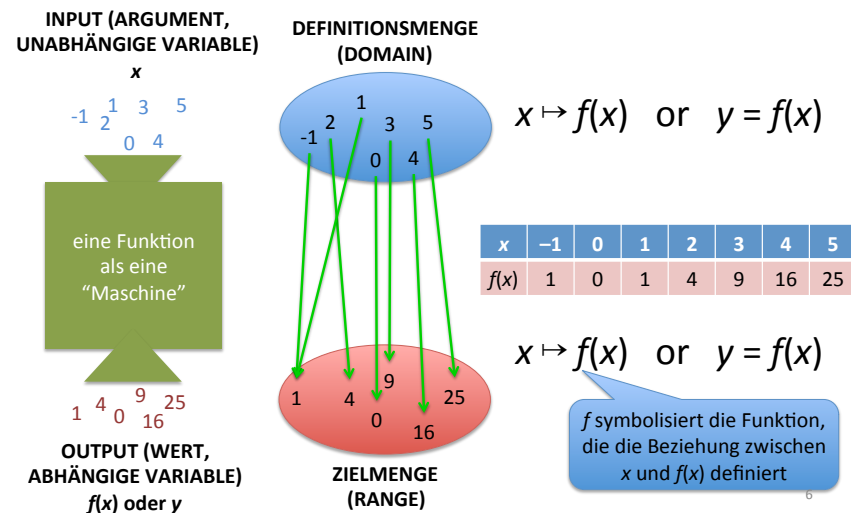 INPUT (ARGUMENT,
UNABHÄNGIGE VARIABLE)
x
-1 1 3 5
2
0 4
eine Funktion
als eine
“Maschine”
1 4 0 9 16 25
OUTPUT (WERT,
ABHÄNGIGE VARIABLE)
f(x) oder y
DEFINITIONSMENGE
(DOMAIN)
-1 2 1 3 5
0 4
1 4 9 25
0 16
ZIELMENGE
(RANGE)
x ↦ f(x) or y = f(x)
x –1 0 1 2 3 4 5
f(x) 1 0 1 4 9 16 25
x ↦ f(x) or y = f(x)
f symbolisiert die Funktion,
die die Beziehung zwischen
x und f(x) definiert
6